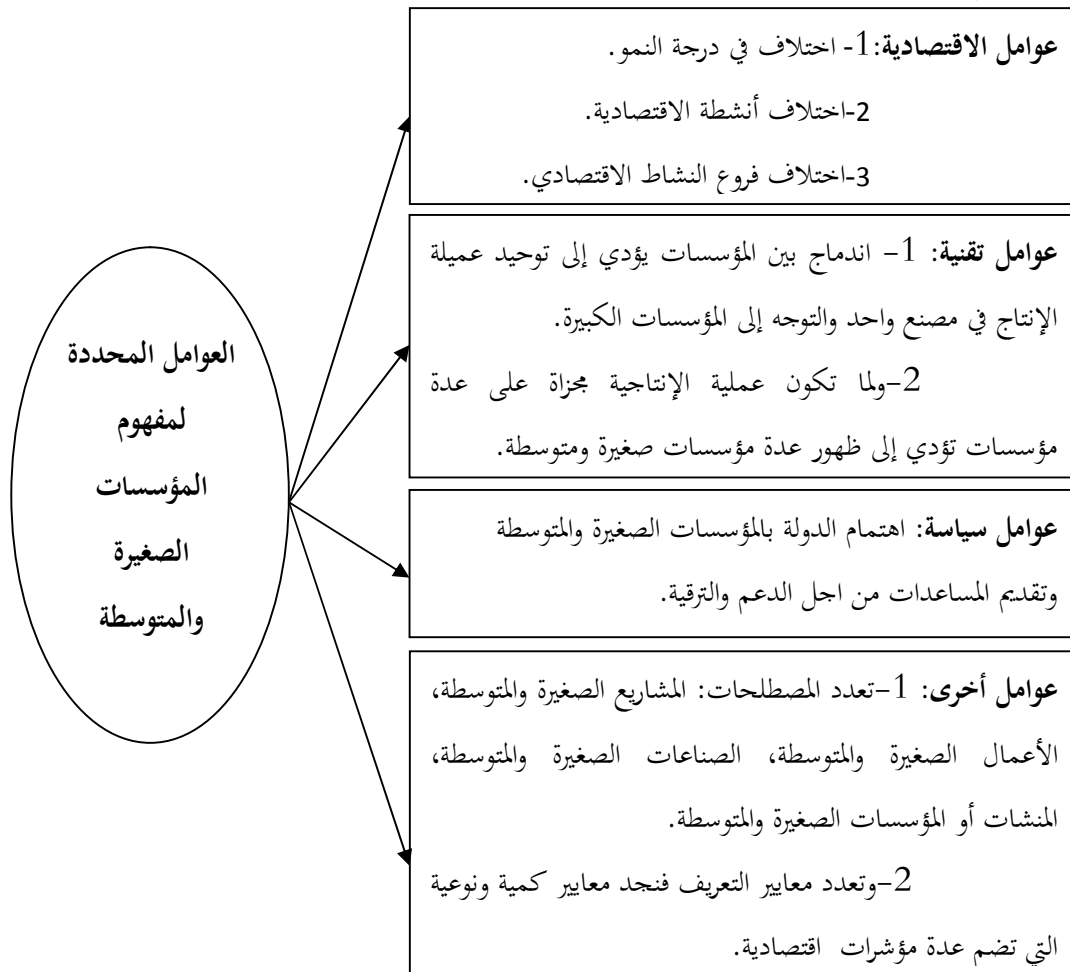 عوامل الاقتصادية:1- اختلاف في درجة النمو.
2-اختلاف أنشطة الاقتصادية.
3-اختلاف فروع النشاط الاقتصادي.
عوامل تقنية: 1- اندماج بين المؤسسات يؤدي إلى توحيد عميلة
الإنتاج في مصنع واحد والتوجه إلى المؤسسات الكبيرة.
2-ولما تكون عملية الإنتاجية مجزاة على عدة
مؤسسات تؤدي إلى ظهور عدة مؤسسات صغيرة ومتوسطة.
عوامل سياسة: اهتمام الدولة بالمؤسسات الصغيرة والمتوسطة
وتقديم المساعدات من اجل الدعم والترقية.
عوامل أخرى: 1-تعدد المصطلحات: المشاريع الصغيرة والمتوسطة،
الأعمال الصغيرة والمتوسطة، الصناعات الصغيرة والمتوسطة،
المنشات أو المؤسسات الصغيرة والمتوسطة.
2-وتعدد معايير التعريف فنجد معايير كمية ونوعية
التي تضم عدة مؤشرات اقتصادية.
العوامل المحددة
لمفهوم
المؤسسات
الصغيرة
والمتوسطة